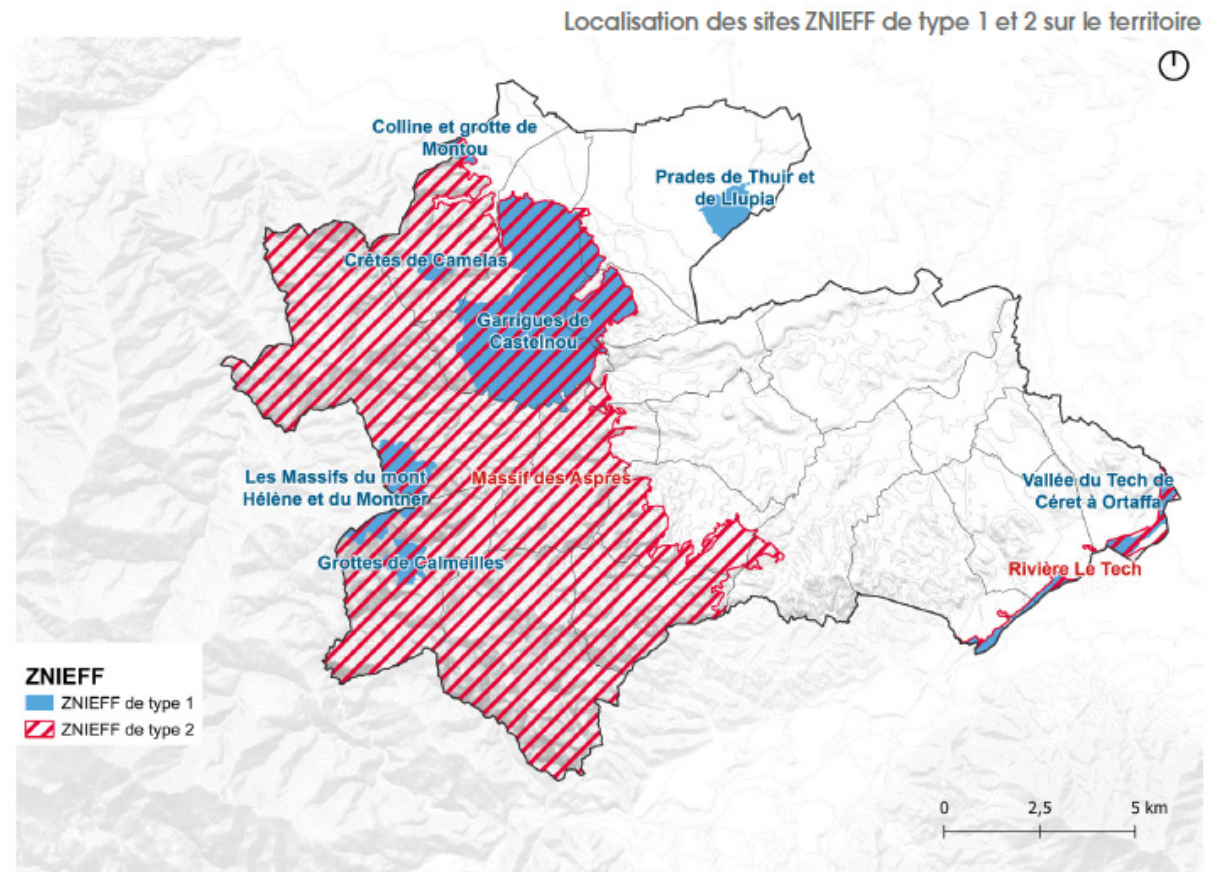 Localisation des sites ZNIEFF de type 1 et 2 sur le territoire
Colline et grotte de
Montou
Prades de Thuir et
de Llupia
Crêtes de Camelas
Garrigues de
Castelnou
Les Massifs du mont
Hélène et du Montner
Massif des Aspres
Vallée du Tech de
Céret à Ortaffa
Grottes de Calmeilles
Rivière Le Tech
ZNIEFF
ZNIEFF de type 1
ZNIEFF de type 2
0 2,5 5 km